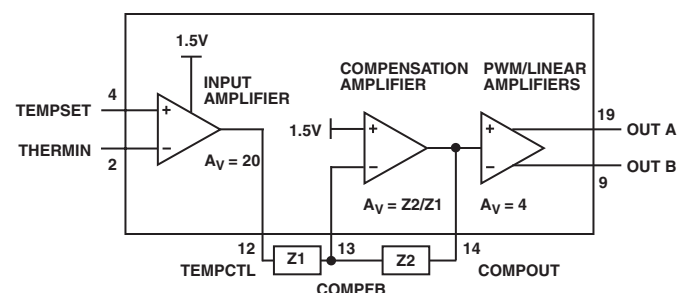 1.5V
INPUT
AMPLIFIER
COMPENSATION
AMPLIFIER
PWM/LINEAR
AMPLIFIERS
TEMPSET
4
+
THERMIN
2
–
AV = 20
1.5V
+
–
AV = Z2/Z1
+
–
AV = 4
19
OUT A
OUT B
9
12
Z1
13
Z2
14
TEMPCTL
COMPFB
COMPOUT